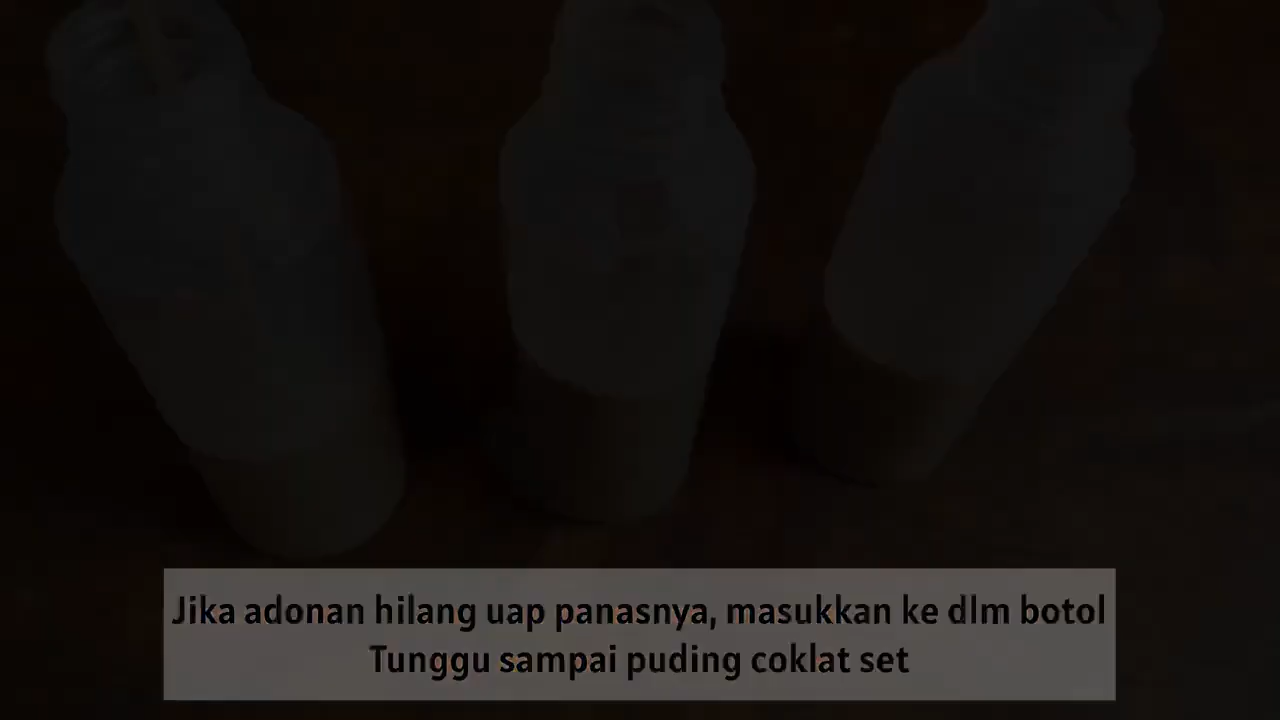 Jika adonan hilang uap panasnya, masukkan ke dlm botol
Tunggu sampai puding coklat set